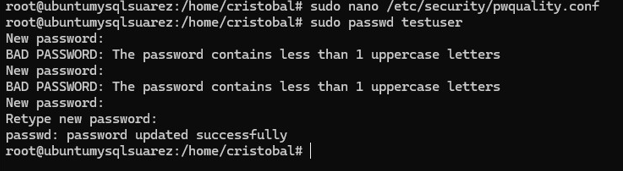 root@ubuntumysqlsuarez:/home/cristobal# sudo nano /etc/security/pwquality.conf
root@ubuntumysqlsuarez:/home/cristobal# sudo passwd testuser
New password:
BAD PASSWORD: The password contains less than 1 uppercase letters
New password:
BAD PASSWORD: The password contains less than 1 uppercase letters
New password:
Retype new password:
passwd: password updated successfully
root@ubuntumysqlsuarez:/home/cristobal#